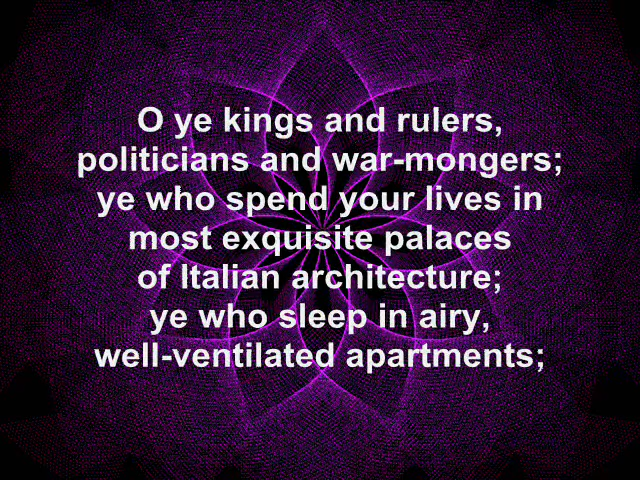 O ye kings and rulers,
politicians and war-mongers;
ye who spend your lives in
most exquisite palaces
of Italian architecture;
ye who sleep in airy,
well-ventilated apartments;